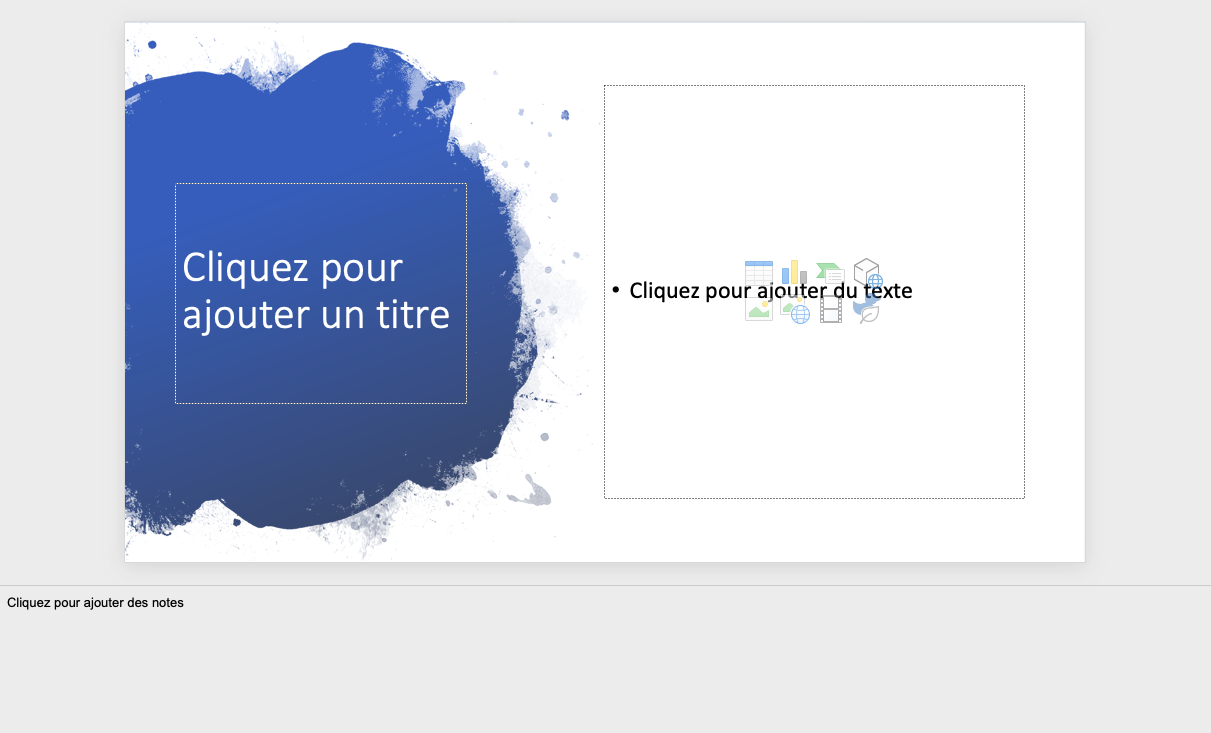 Cliquez pour
ajouter un titre
• Cliquez pour ajouter du texte
Cliquez pour ajouter des notes